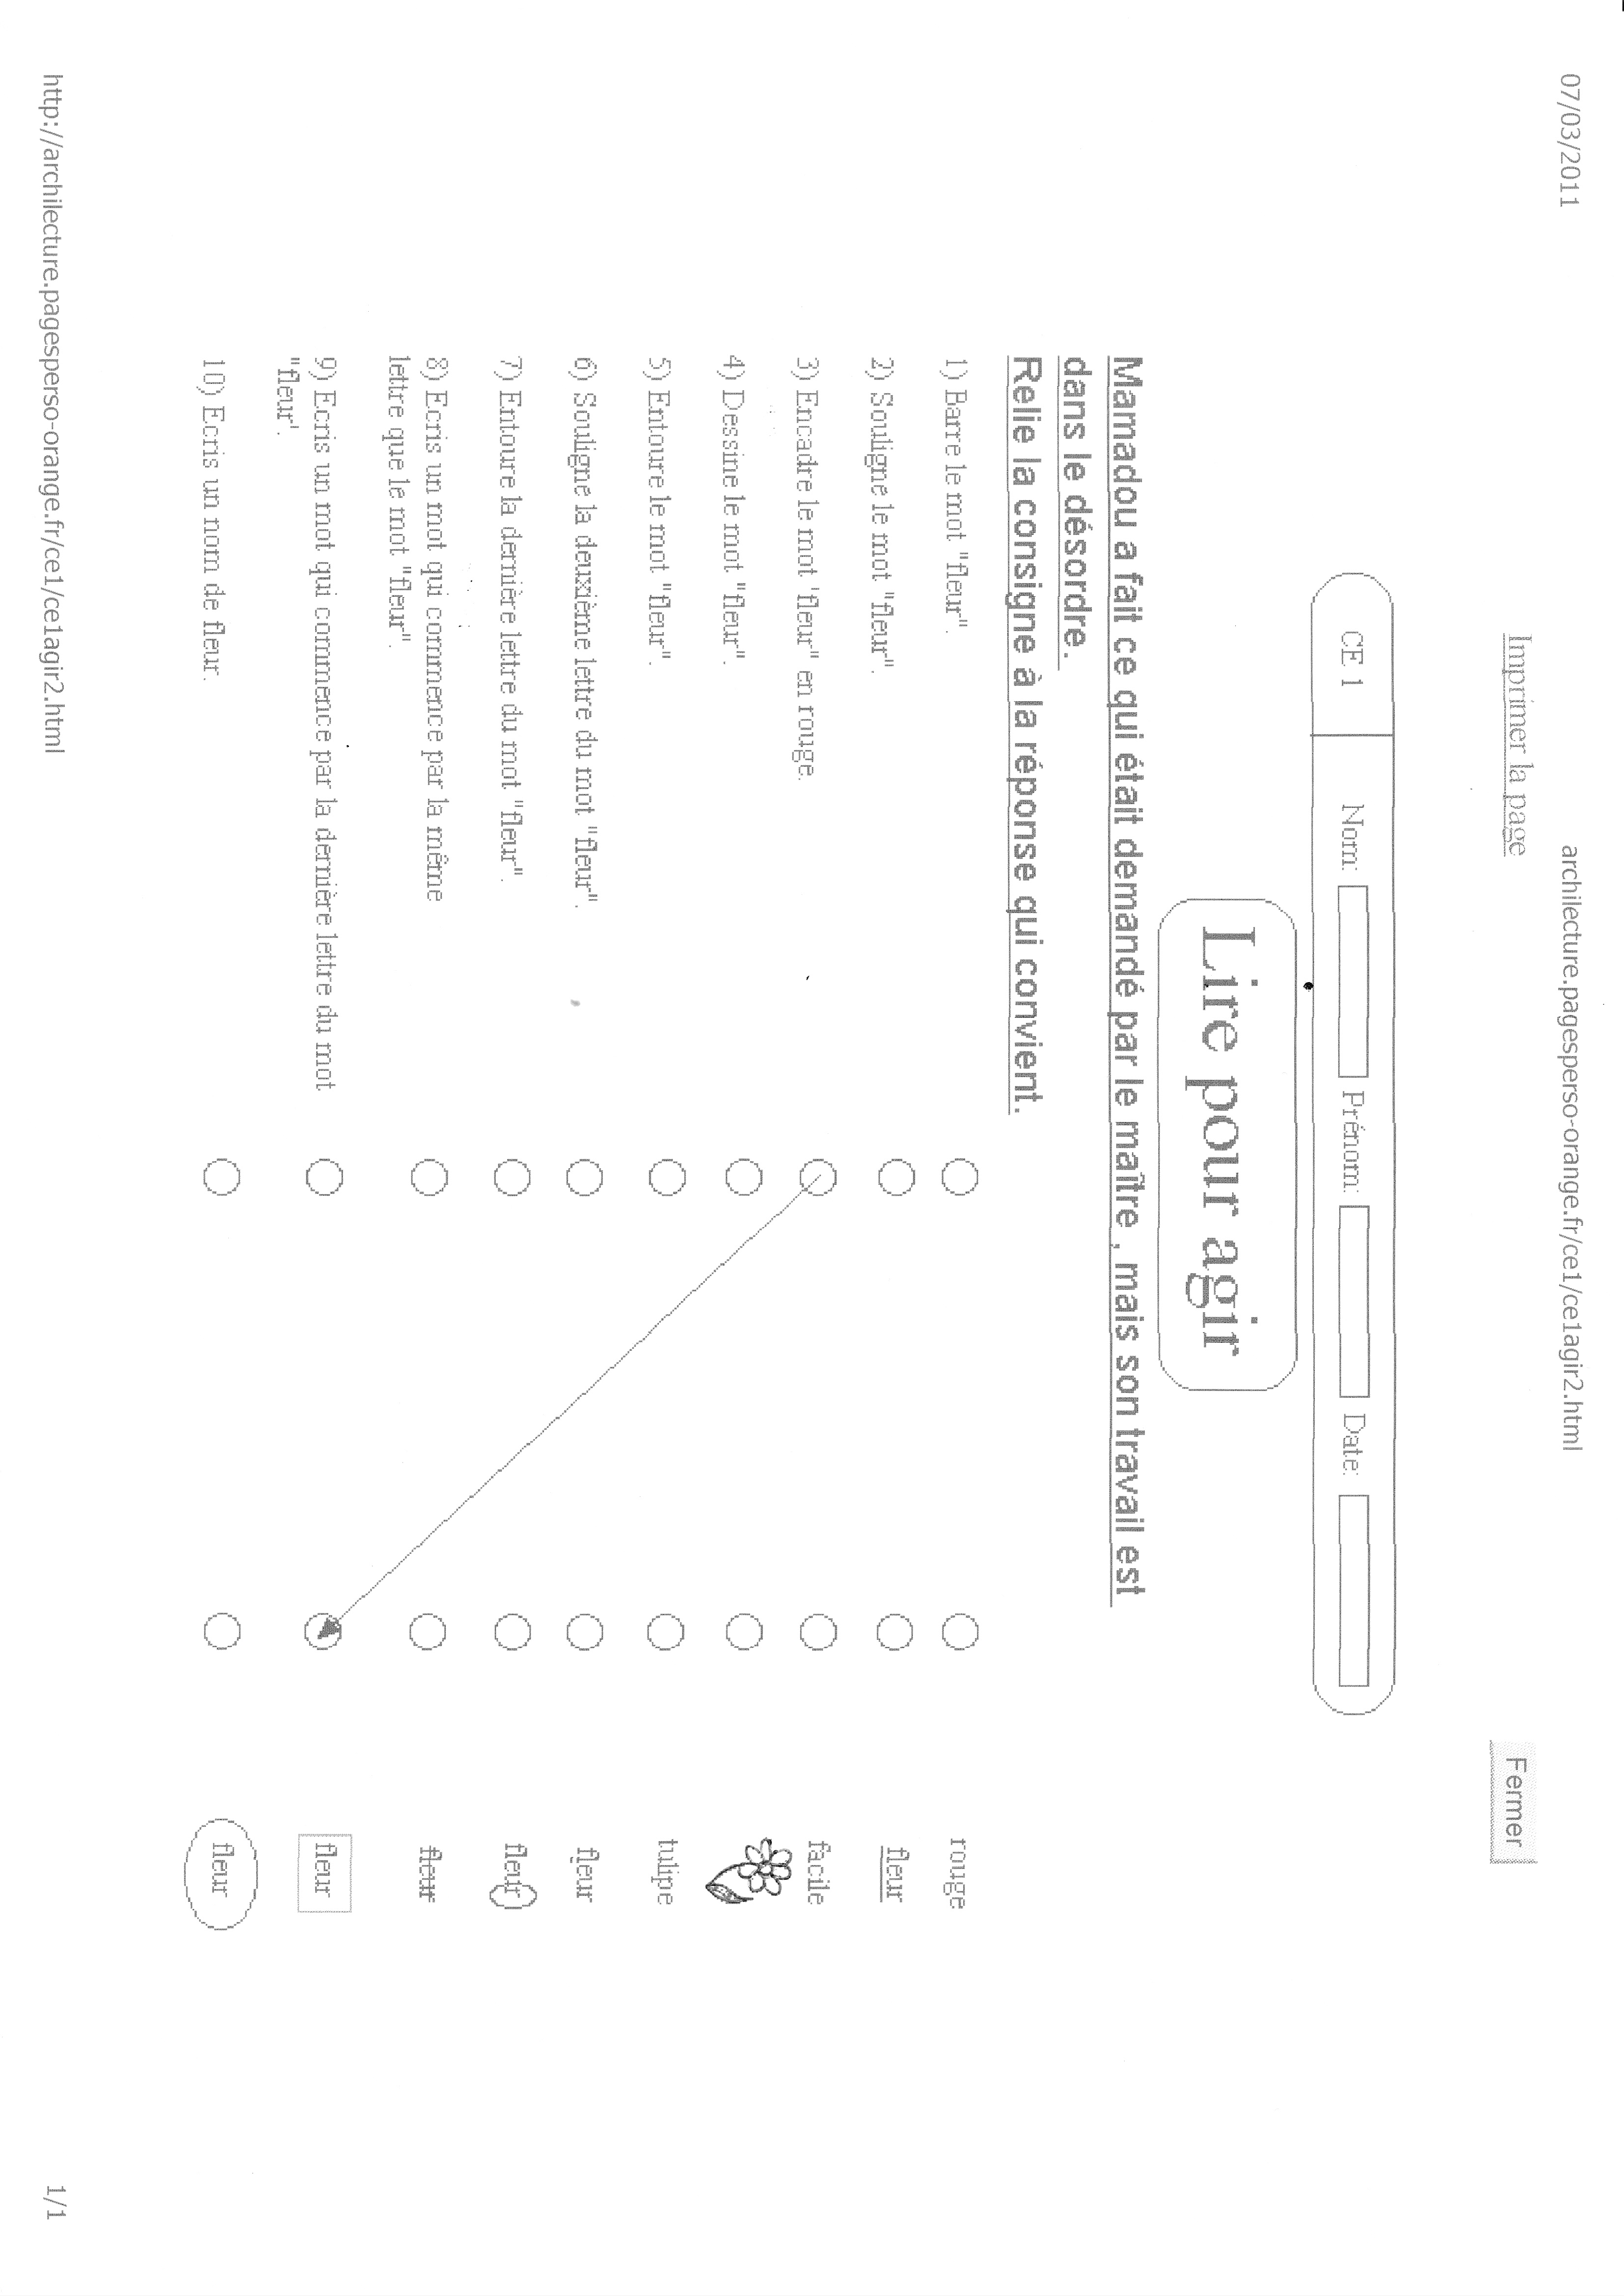 07/03/2011
archilecture.pagesperso-orange.fr/ce1/ce1agir2.html
Imprimer la page
Fermer
CE 1 Nom: Prénom: Date:
Lire pour agir
Mamadou a fait ce qui était demandé par le maître , mais son travail est
dans le désordre.
Relie la consigne à la réponse qui convient.
1) Barre le mot "fleur".
rouge
2) Souligne le mot "fleur".
fleur
3) Encadre le mot 'fleur" en rouge.
facile
4) Dessine le mot "fleur".
5) Entoure le mot "fleur".
tulipe
6) Souligne la deuxième lettre du mot "fleur".
fleur
7) Entoure la dernière lettre du mot "fleur".
fleur
8) Ecris un mot qui commence par la même
lettre que le mot "fleur".
fleur
9) Ecris un mot qui commence par la dernière lettre du mot
"fleur'.
fleur
10) Ecris un nom de fleur.
fleur
http://archilecture.pagesperso-orange.fr/ce1/ce1agir2.html
1/1